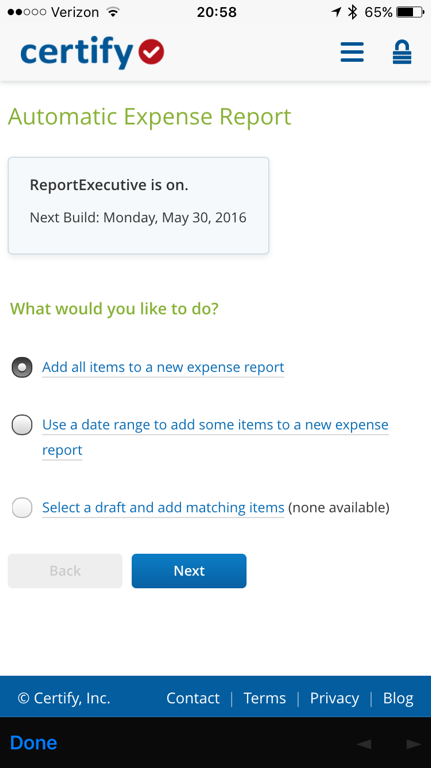 Verizon 20:58 65%
certify
Automatic Expense Report
ReportExecutive is on.
Next Build: Monday, May 30, 2016
What would you like to do?
Add all items to a new expense report
Use a date range to add some items to a new expense
report
Select a draft and add matching items (none available)
Back Next
© Certify, Inc. Contact | Terms | Privacy | Blog
Done